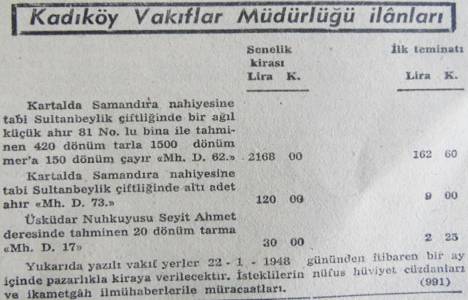 Kadıköy Vakıflar Müdürlüğü ilânları
Senelik İlk teminatı
kirası
Lira K. Lira K.
Kartalda Samandıra nahiyesine
tabi Sultanbeylik çiftliğinde bir ağıl
küçük ahır 81 No. lu bina ile tahmi-
nen 420 dönüm tarla 1500 dönüm
mer'a 150 dönüm çayır «Mh. D. 62.» 2168 00 162 60
Kartalda Samandıra nahiyesine
tabi Sultanbeylik çiftliğinde altı adet
ahır «Mh. D. 73.» 120 00 9 00
Üsküdar Nuhkuyusu Seyit Ahmet
deresinde tahminen 20 dönüm tarma
«Mh. D. 17» 30 00 2 25
Yukarıda yazılı vakıf yerler 22 - 1 - 1948 gününden itibaren bir ay
içinde pazarlıkla kiraya verilecektir. İsteklilerin nüfus hüviyet cüzdanları
ve ikametgâh ilmühaberlerile müracaatları. (991)